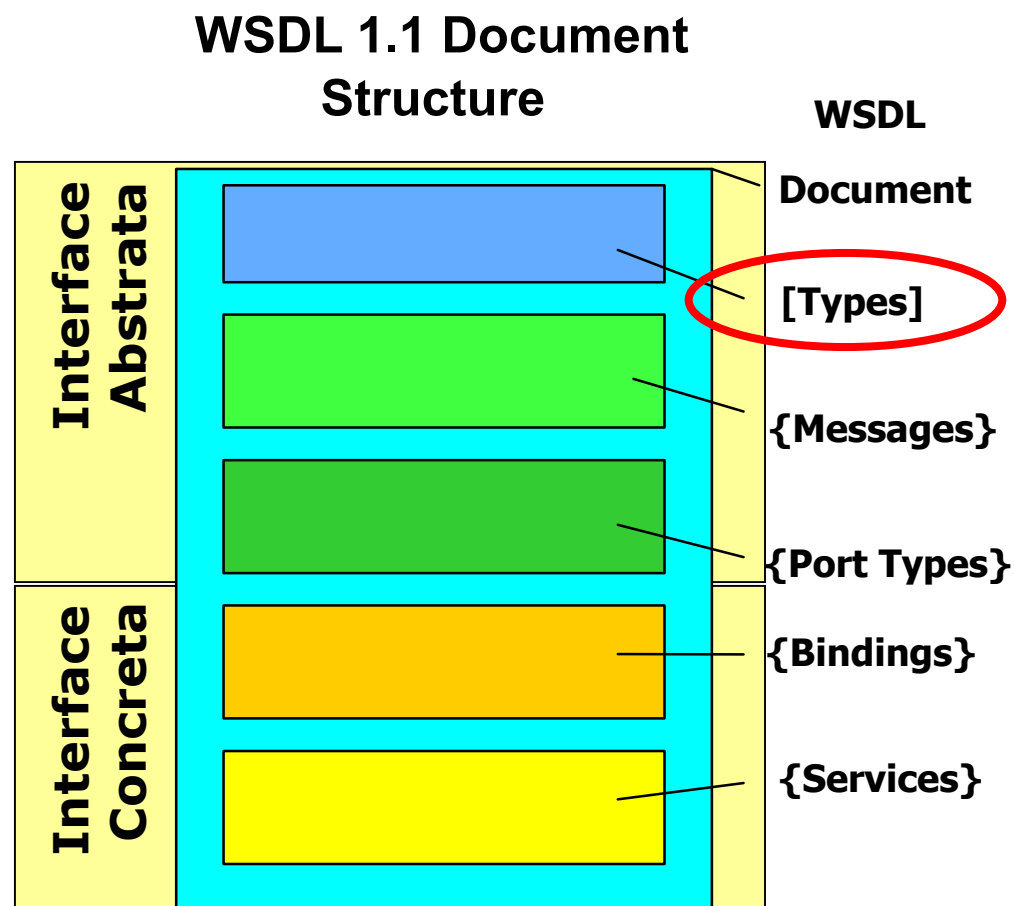 WSDL 1.1 Document
Structure
WSDL
Document
[Types]
{Messages}
{Port Types}
{Bindings}
{Services}
Interface
Abstrata
Interface
Concreta